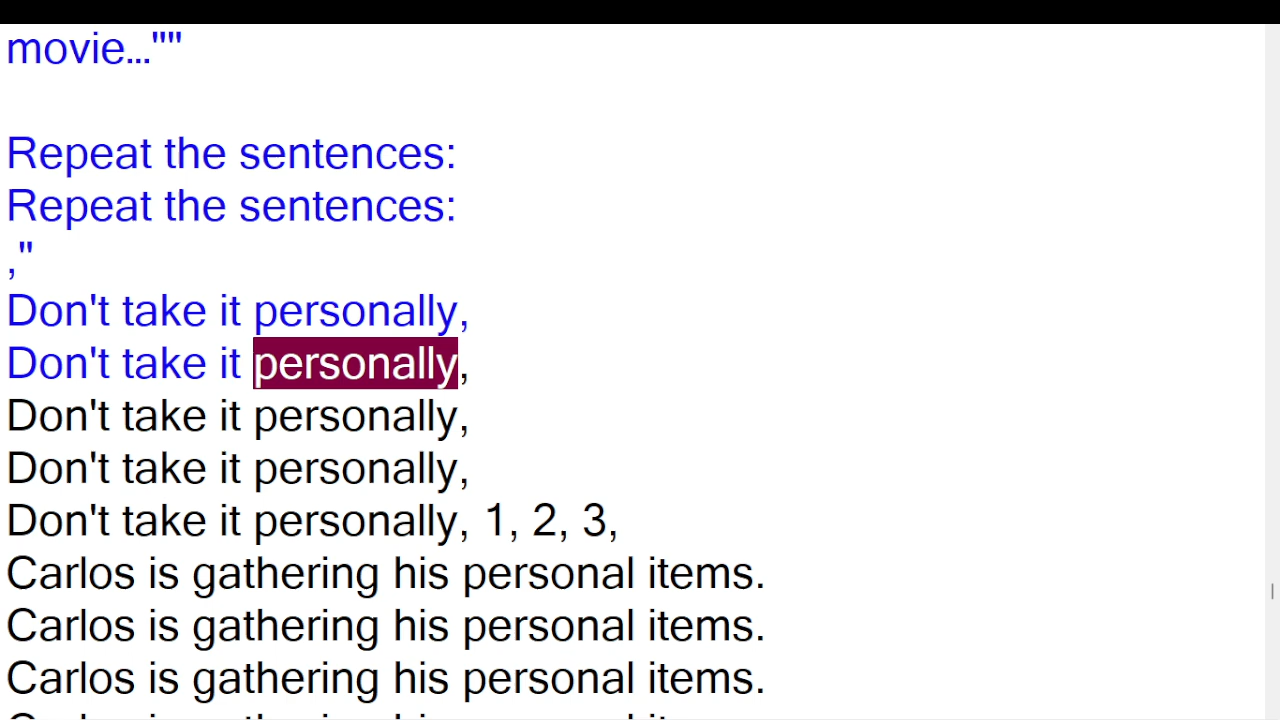 movie...""
Repeat the sentences:
Repeat the sentences:
,"
Don't take it personally,
Don't take it personally,
Don't take it personally,
Don't take it personally,
Don't take it personally, 1, 2, 3,
Carlos is gathering his personal items.
Carlos is gathering his personal items.
Carlos is gathering his personal items.